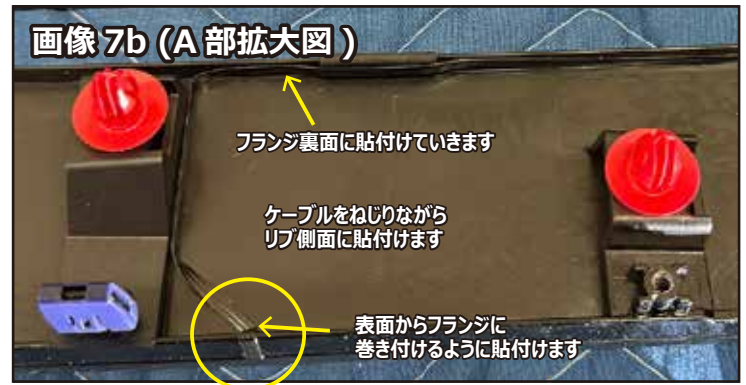 画像 7b (A 部拡大図 )
フランジ裏面に貼付けていきます
ケーブルをねじりながら
リブ側面に貼付けます
表面からフランジに
巻き付けるように貼付けます